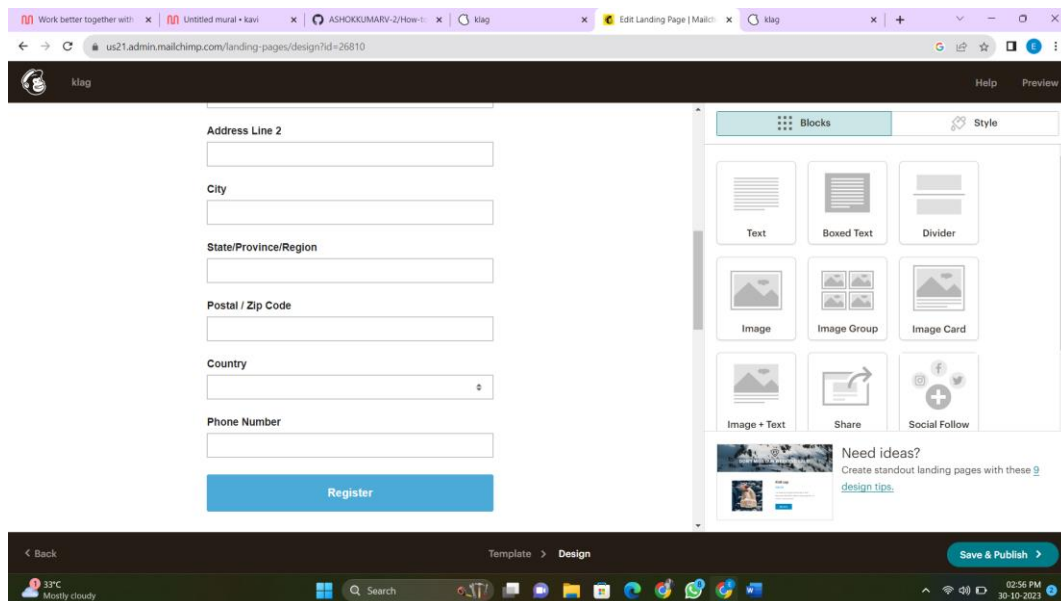 Work better together with
Untitled mural • kavi
ASHOKKUMARV-2/How-to
klag
Edit Landing Page | Mailch
klag
us21.admin.mailchimp.com/landing-pages/design?id=26810
E
klag
Help
Preview
Address Line 2
City
State/Province/Region
Postal / Zip Code
Country
Phone Number
Register
Blocks
Style
Text
Boxed Text
Divider
Image
Image Group
Image Card
Image + Text
Share
Social Follow
Need ideas?
Create standout landing pages with these 9
design tips.
Back
Template > Design
Save & Publish
1
33°C
Mostly cloudy
Search
02:56 PM
30-10-2023
2